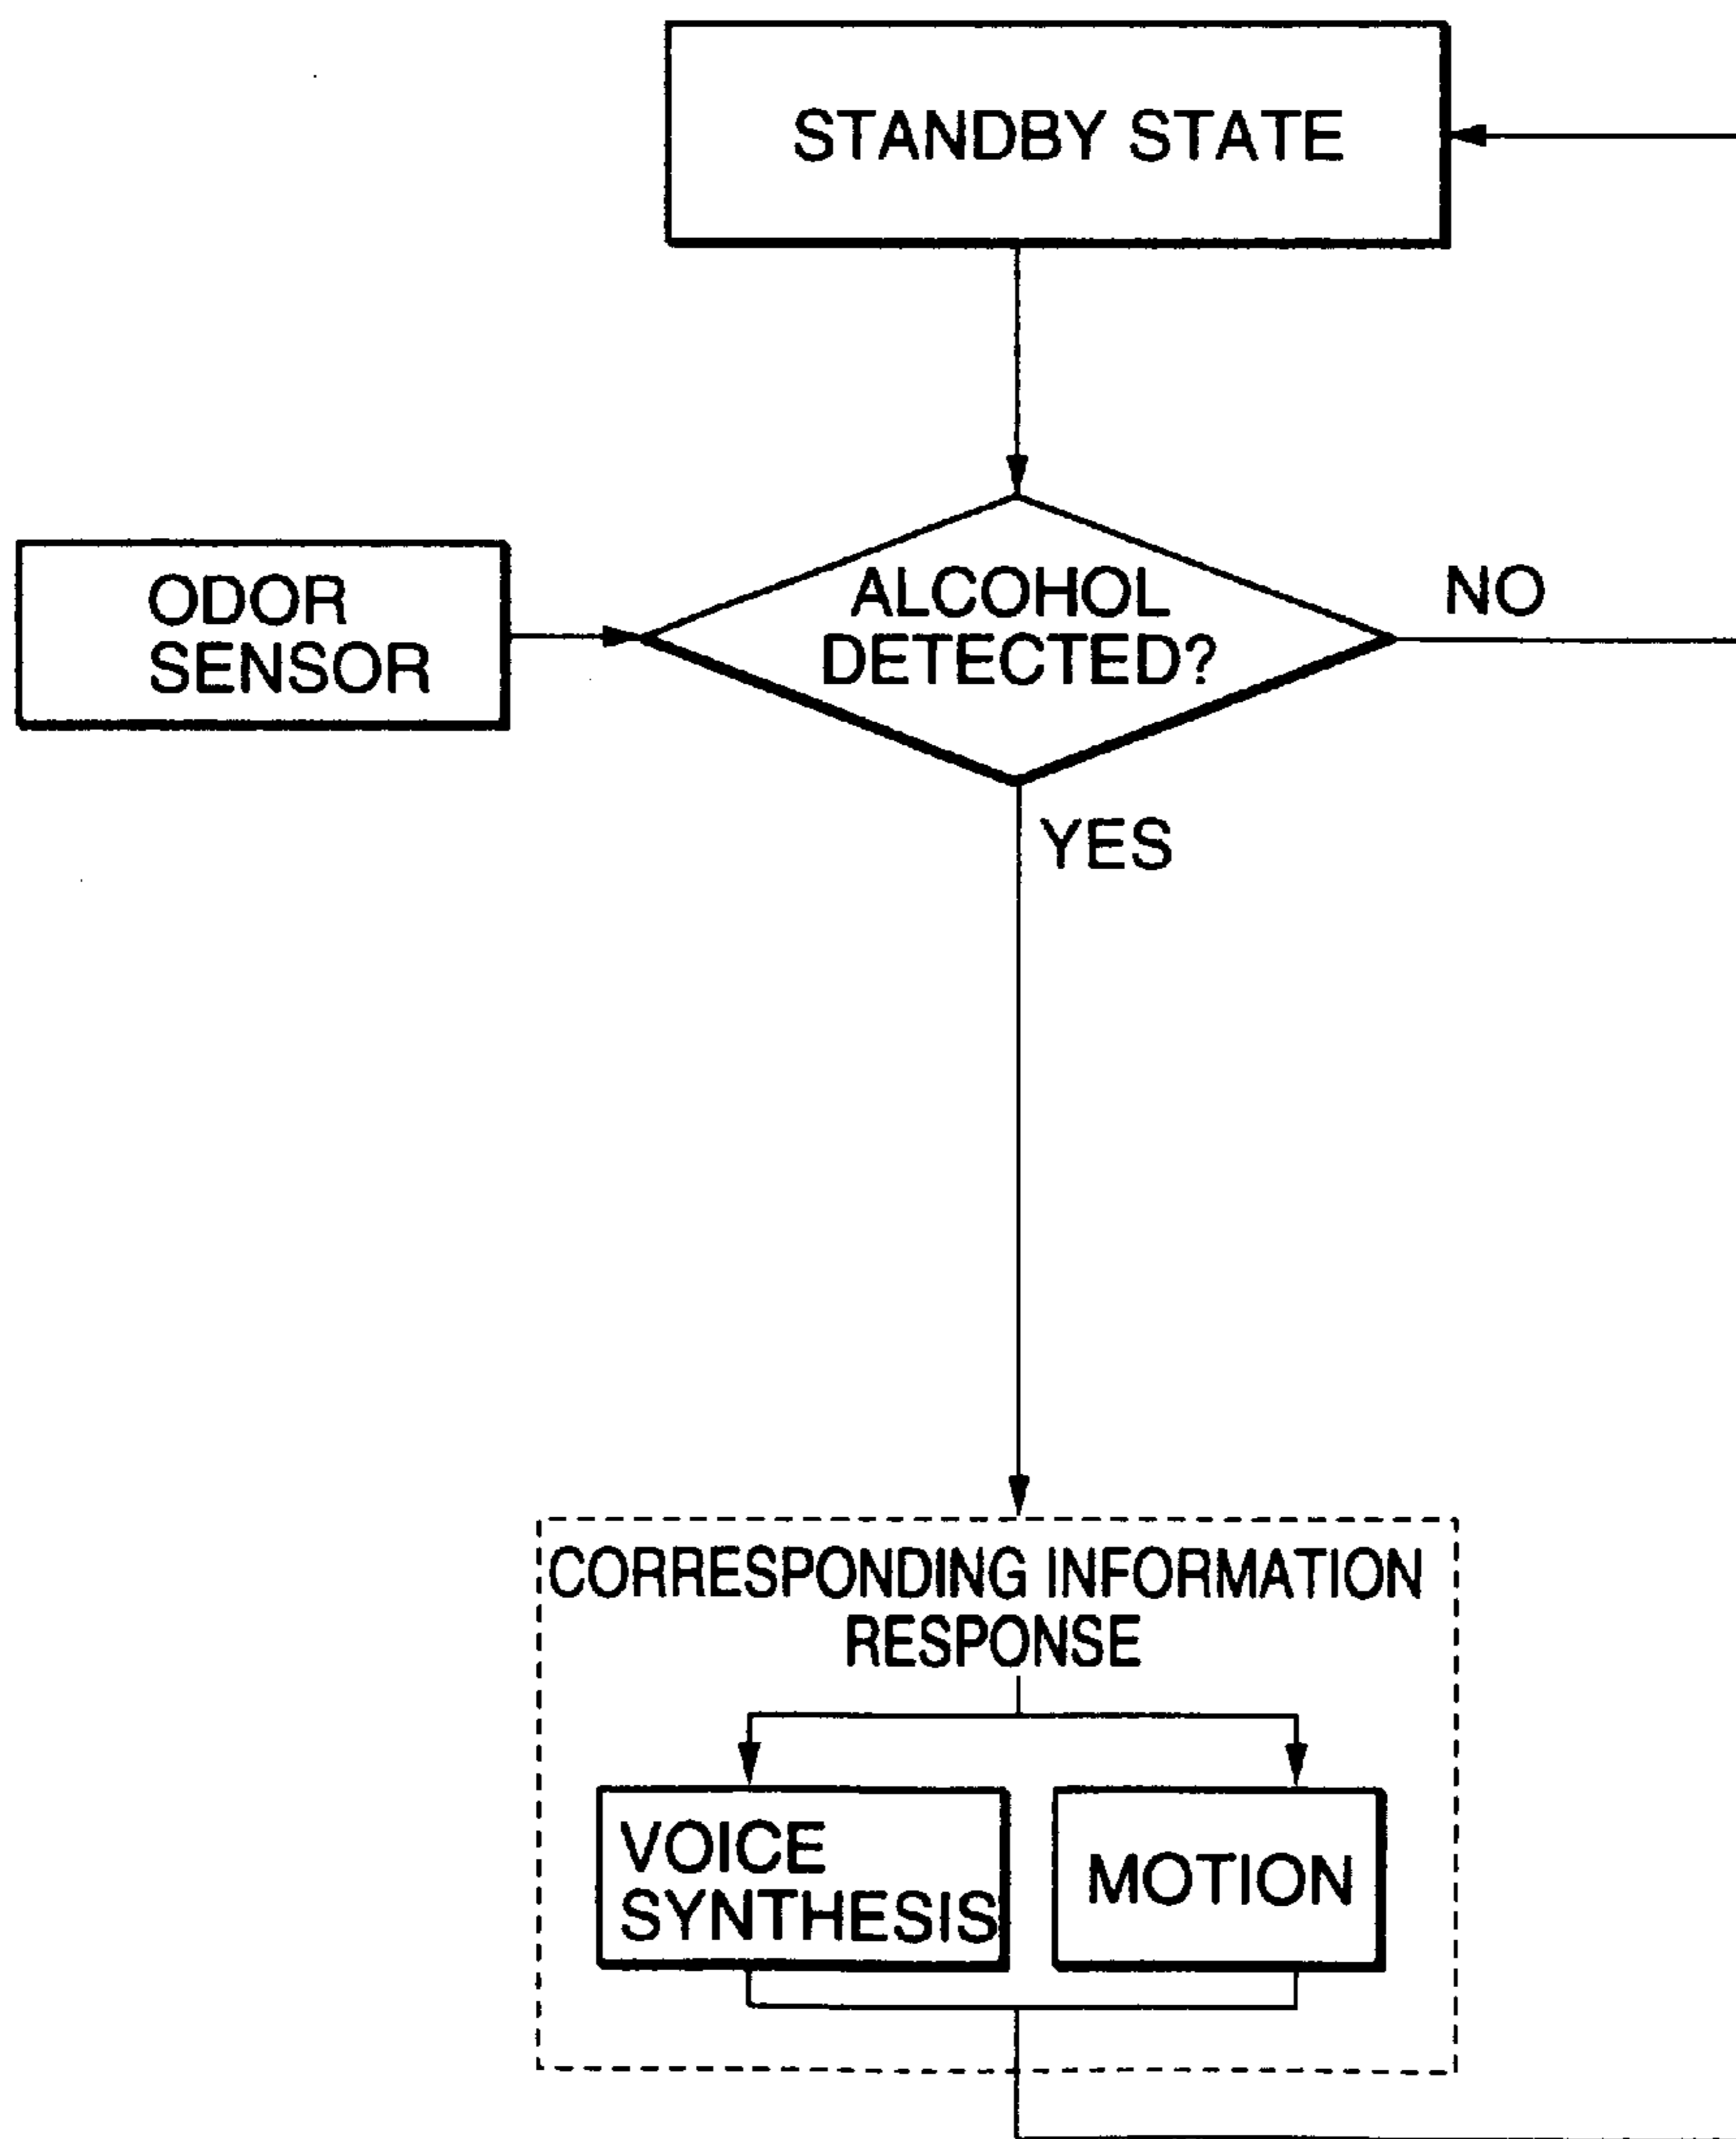 STANDBY STATE
ODOR
SENSOR
ALCOHOL
DETECTED?
NO
YES
CORRESPONDING INFORMATION
RESPONSE
VOICE
SYNTHESIS
MOTION